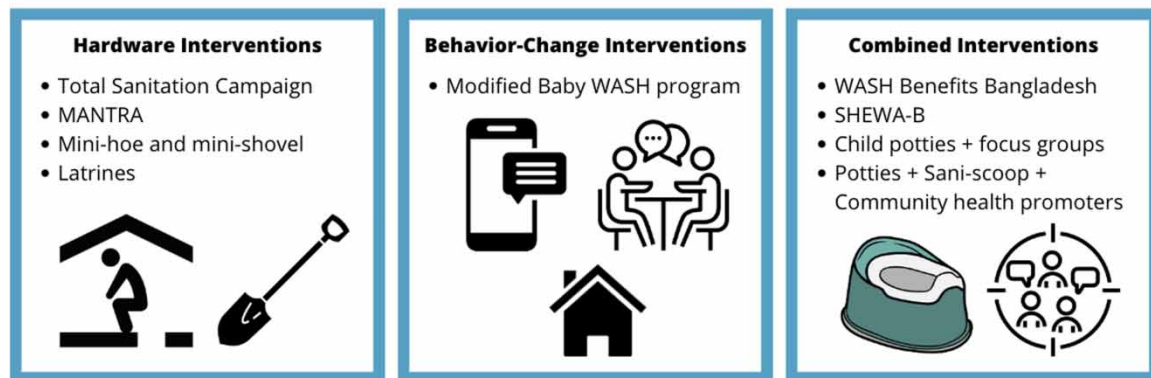 Hardware Interventions
• Total Sanitation Campaign
• MANTRA
• Mini-hoe and mini-shovel
• Latrines
Behavior-Change Interventions
• Modified Baby WASH program
Combined Interventions
• WASH Benefits Bangladesh
• SHEWA-B
• Child potties + focus groups
• Potties + Sani-scoop +
Community health promoters